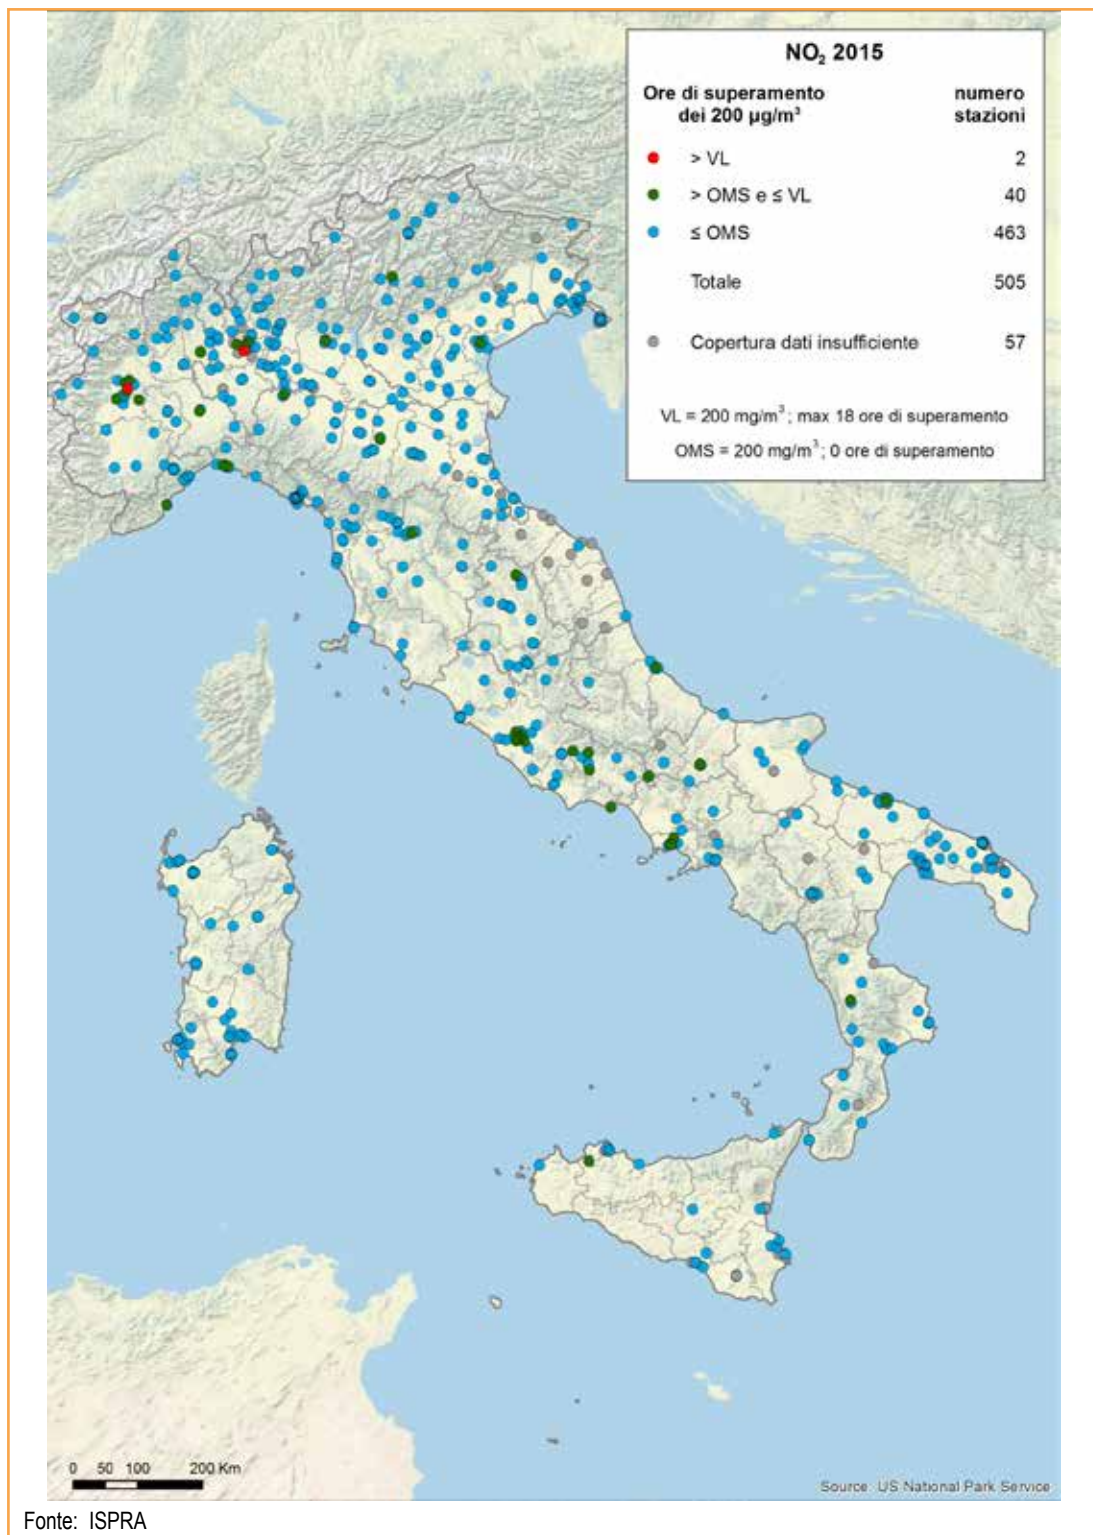 NO₂ 2015
Ore di superamento dei 200 µg/m³ numero stazioni
> VL 2
> OMS e ≤ VL 40
≤ OMS 463
Totale 505
Copertura dati insufficiente 57
VL = 200 mg/m³; max 18 ore di superamento
OMS = 200 mg/m³; 0 ore di superamento
0 50 100 200 Km
Source: US National Park Service
Fonte: ISPRA